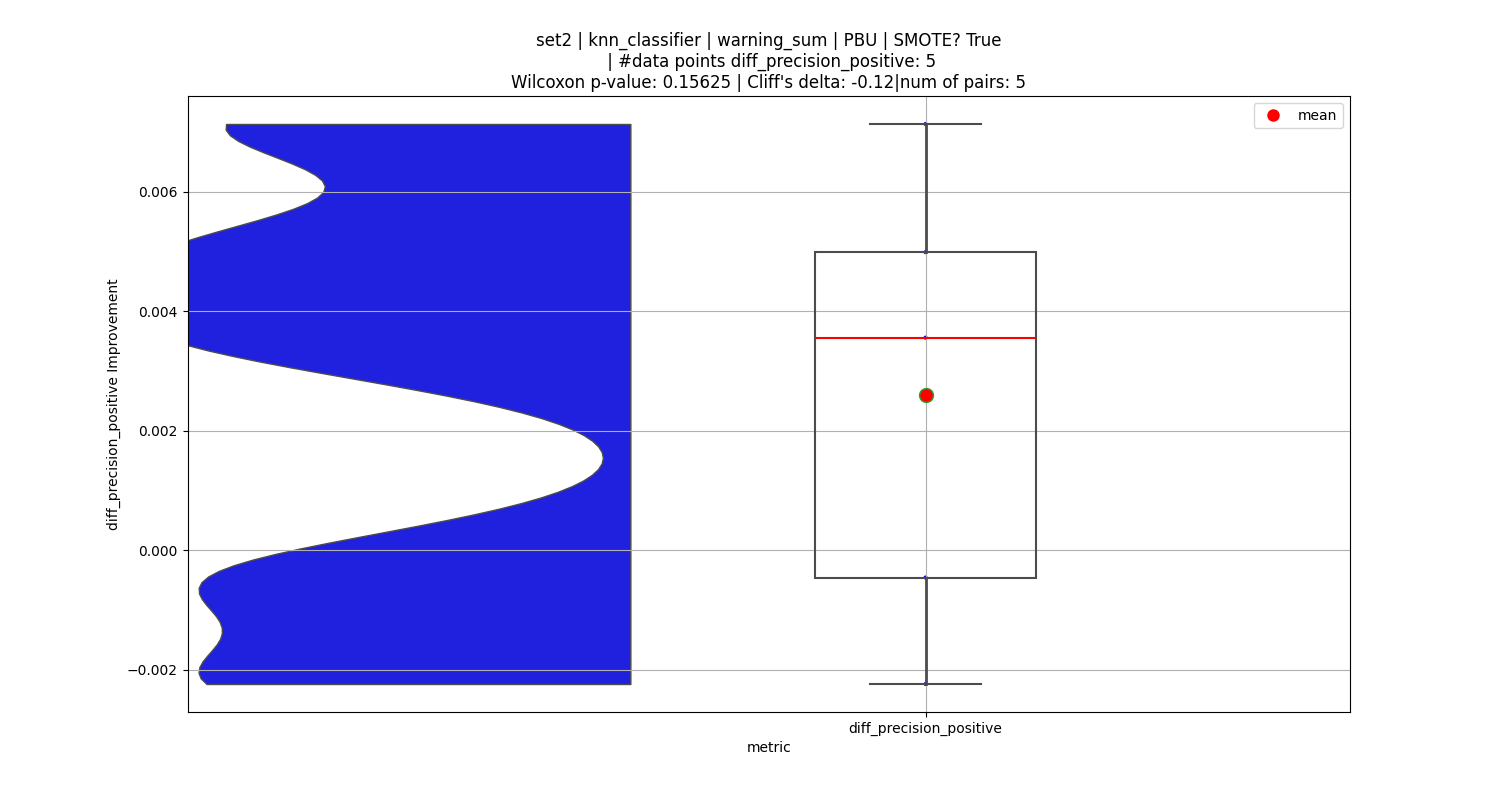 set2 | knn_classifier | warning_sum | PBU | SMOTE? True
| #data points diff_precision_positive: 5
Wilcoxon p-value: 0.15625 | Cliff's delta: -0.12|num of pairs: 5
mean
0.006
0.004
0.002
0.000
−0.002
diff_precision_positive Improvement
diff_precision_positive
metric